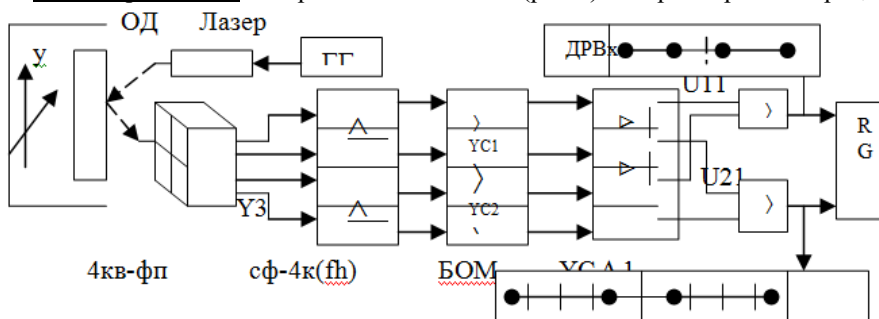 ОД Лазер
ДРВх
У
ГГ
U11
YC1
R
G
YC2
U21
Y3
4кв-фп сф-4к(fh) БОМ